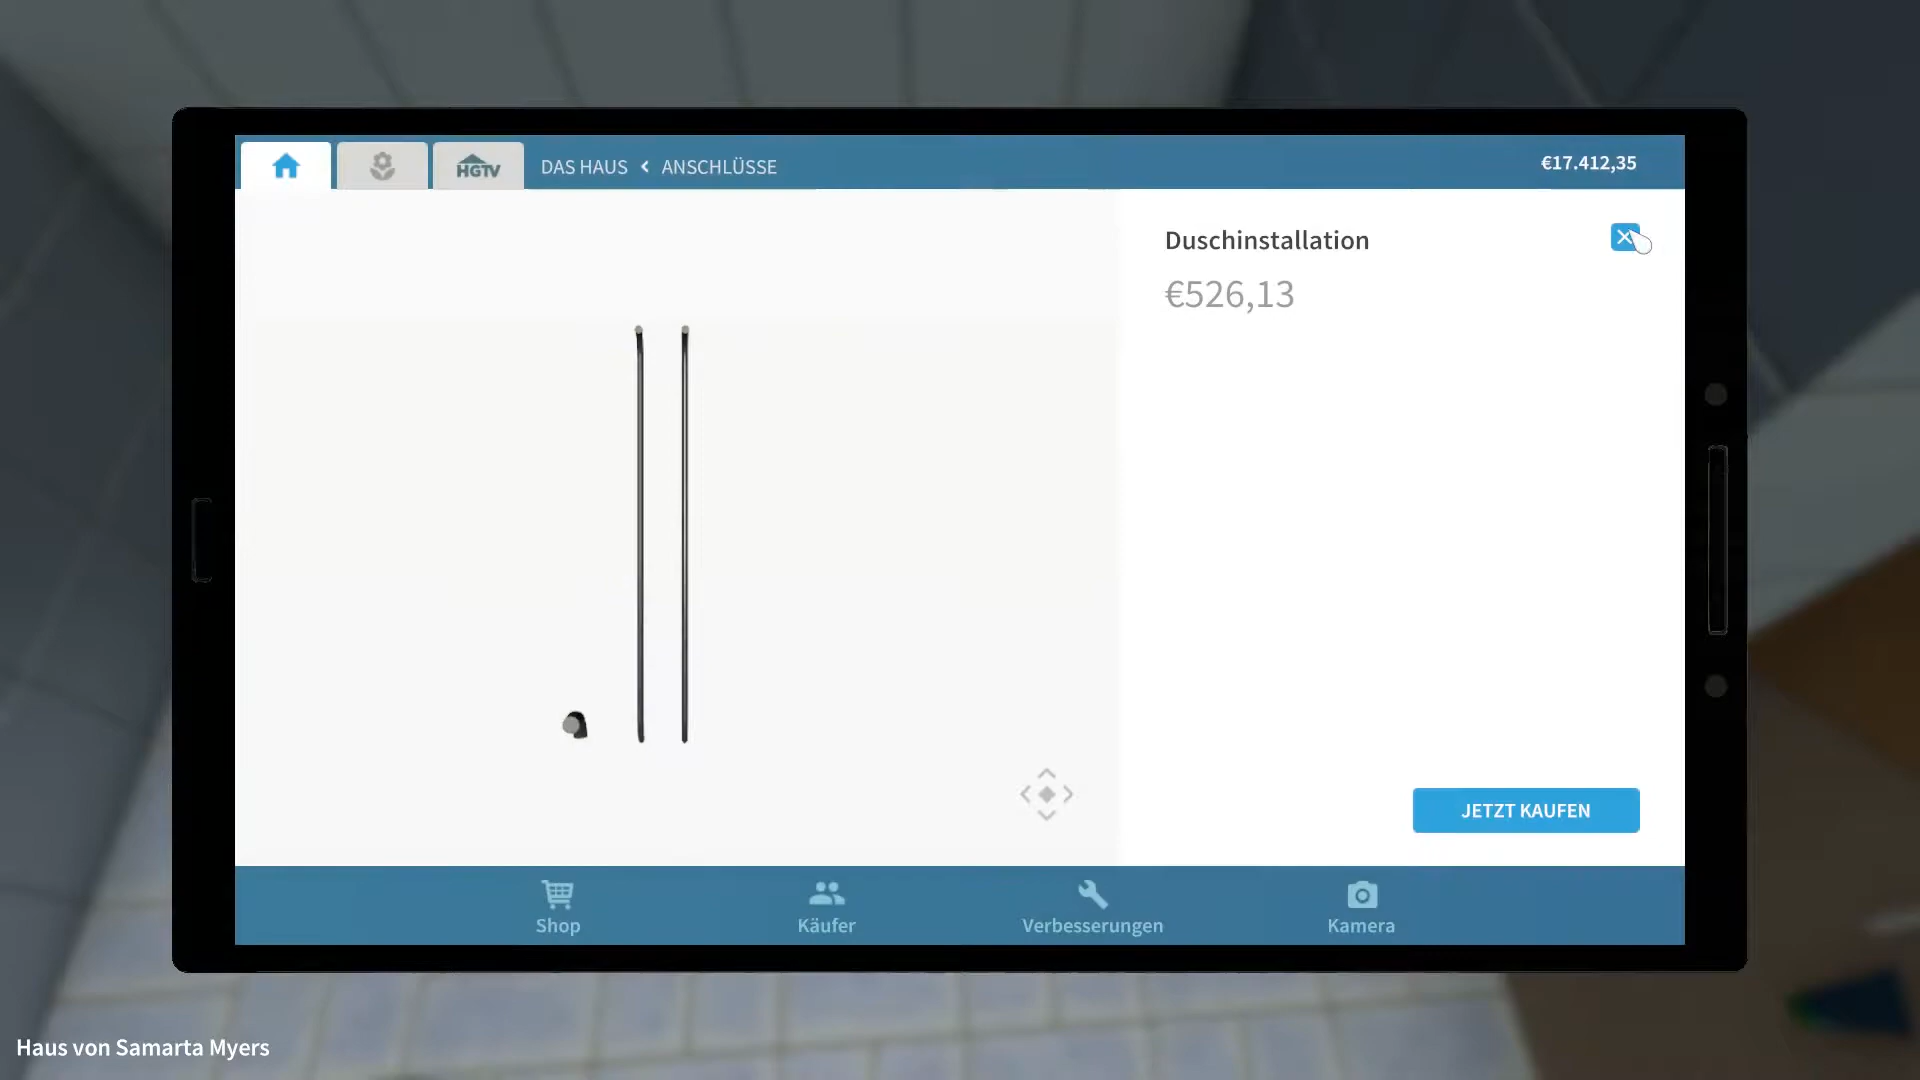 HGTV
DAS HAUS < ANSCHLÜSSE
€17.412,35
Duschinstallation
€526,13
JETZT KAUFEN
Shop
Käufer
Verbesserungen
Kamera
Haus von Samarta Myers